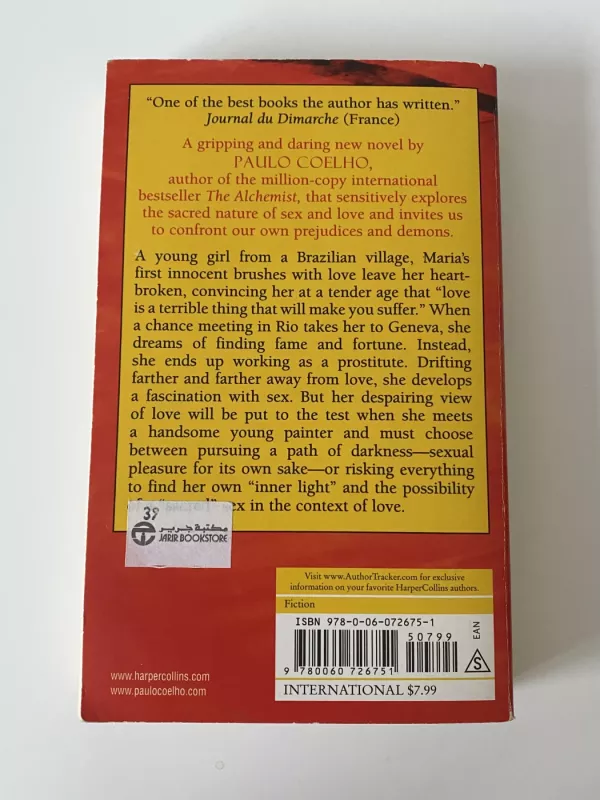 “One of the best books the author has written.”
Journal du Dimarche (France)
A gripping and daring new novel by
PAULO COELHO,
author of the million-copy international
bestseller The Alchemist, that sensitively explores
the sacred nature of sex and love and invites us
to confront our own prejudices and demons.
A young girl from a Brazilian village, Maria’s
first innocent brushes with love leave her heart-
broken, convincing her at a tender age that “love
is a terrible thing that will make you suffer.” When
a chance meeting in Rio takes her to Geneva, she
dreams of finding fame and fortune. Instead,
she ends up working as a prostitute. Drifting
farther and farther away from love, she develops
a fascination with sex. But her despairing view
of love will be put to the test when she meets
a handsome young painter and must choose
between pursuing a path of darkness—sexual
pleasure for its own sake—or risking everything
to find her own “inner light” and the possibility
in the context of love.
39
مكتبة جرير
JARIR BOOKSTORE
Visit www.AuthorTracker.com for exclusive
information on your favorite HarperCollins authors.
Fiction
ISBN 978-0-06-072675-1
50799
EAN
9 780060 726751
S
INTERNATIONAL $7.99
www.harpercollins.com
www.paulocoelho.com